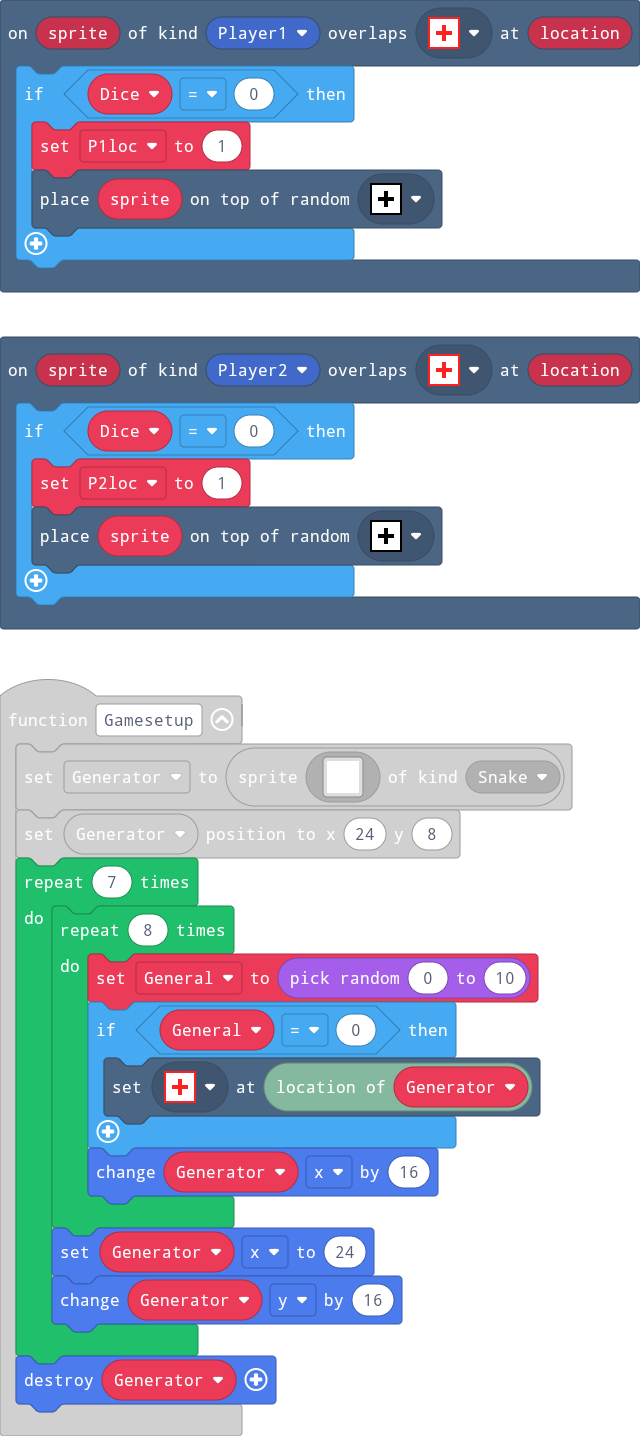 on sprite of kind Player1 overlaps at location
if Dice = 0 then
set P1loc to 1
place sprite on top of random
on sprite of kind Player2 overlaps at location
if Dice = 0 then
set P2loc to 1
place sprite on top of random
function Gamesetup
set Generator to sprite of kind Snake
set Generator position to x 24 y 8
repeat 7 times
do
repeat 8 times
do
set General to pick random 0 to 10
if General = 0 then
set at location of Generator
change Generator x by 16
set Generator x to 24
change Generator y by 16
destroy Generator